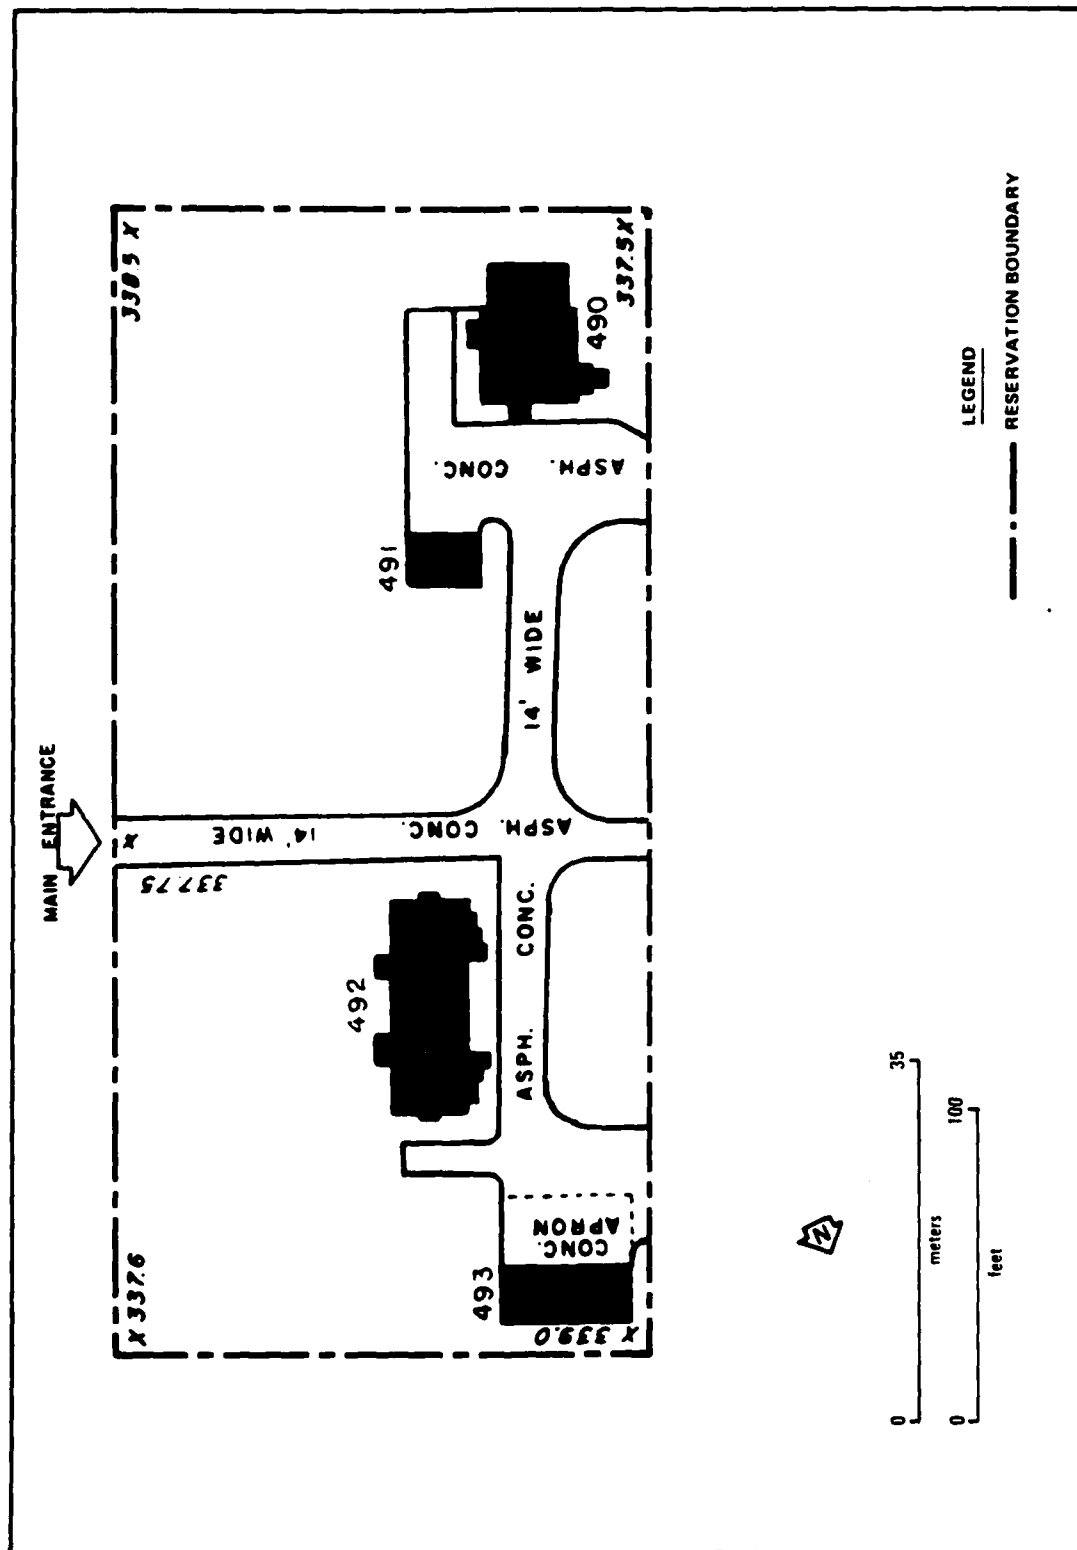 MAIN ENTRANCE
338.5 X
X
337.75
14' WIDE
ASPH. CONC.
X 337.6
492
491
490
337.5 X
CONC. ASPH.
14' WIDE
ASPH. CONC.
493
CONC.
APRON
X 339.0
LEGEND
RESERVATION BOUNDARY
N
0 35
meters
0 100
feet